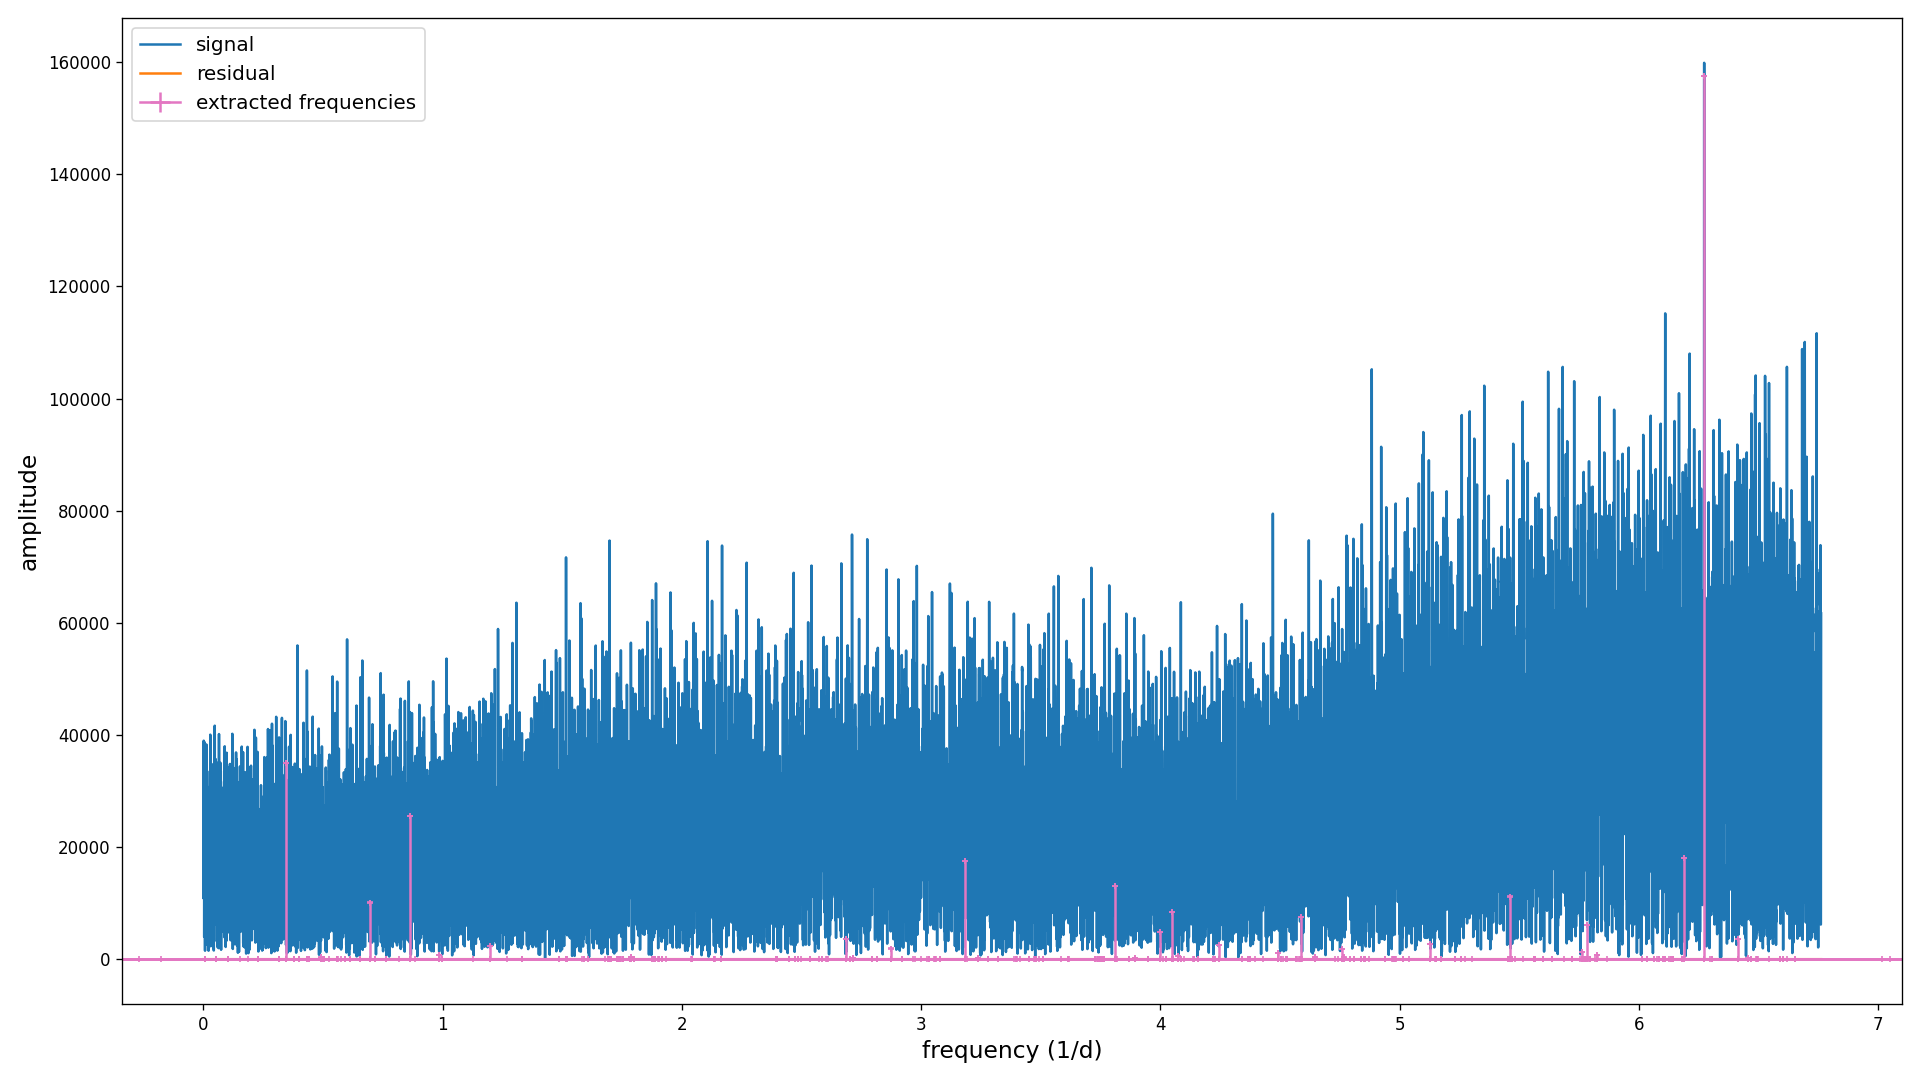 signal
residual
extracted frequencies
160000
140000
120000
100000
80000
60000
40000
20000
0
amplitude
0 1 2 3 4 5 6 7
frequency (1/d)